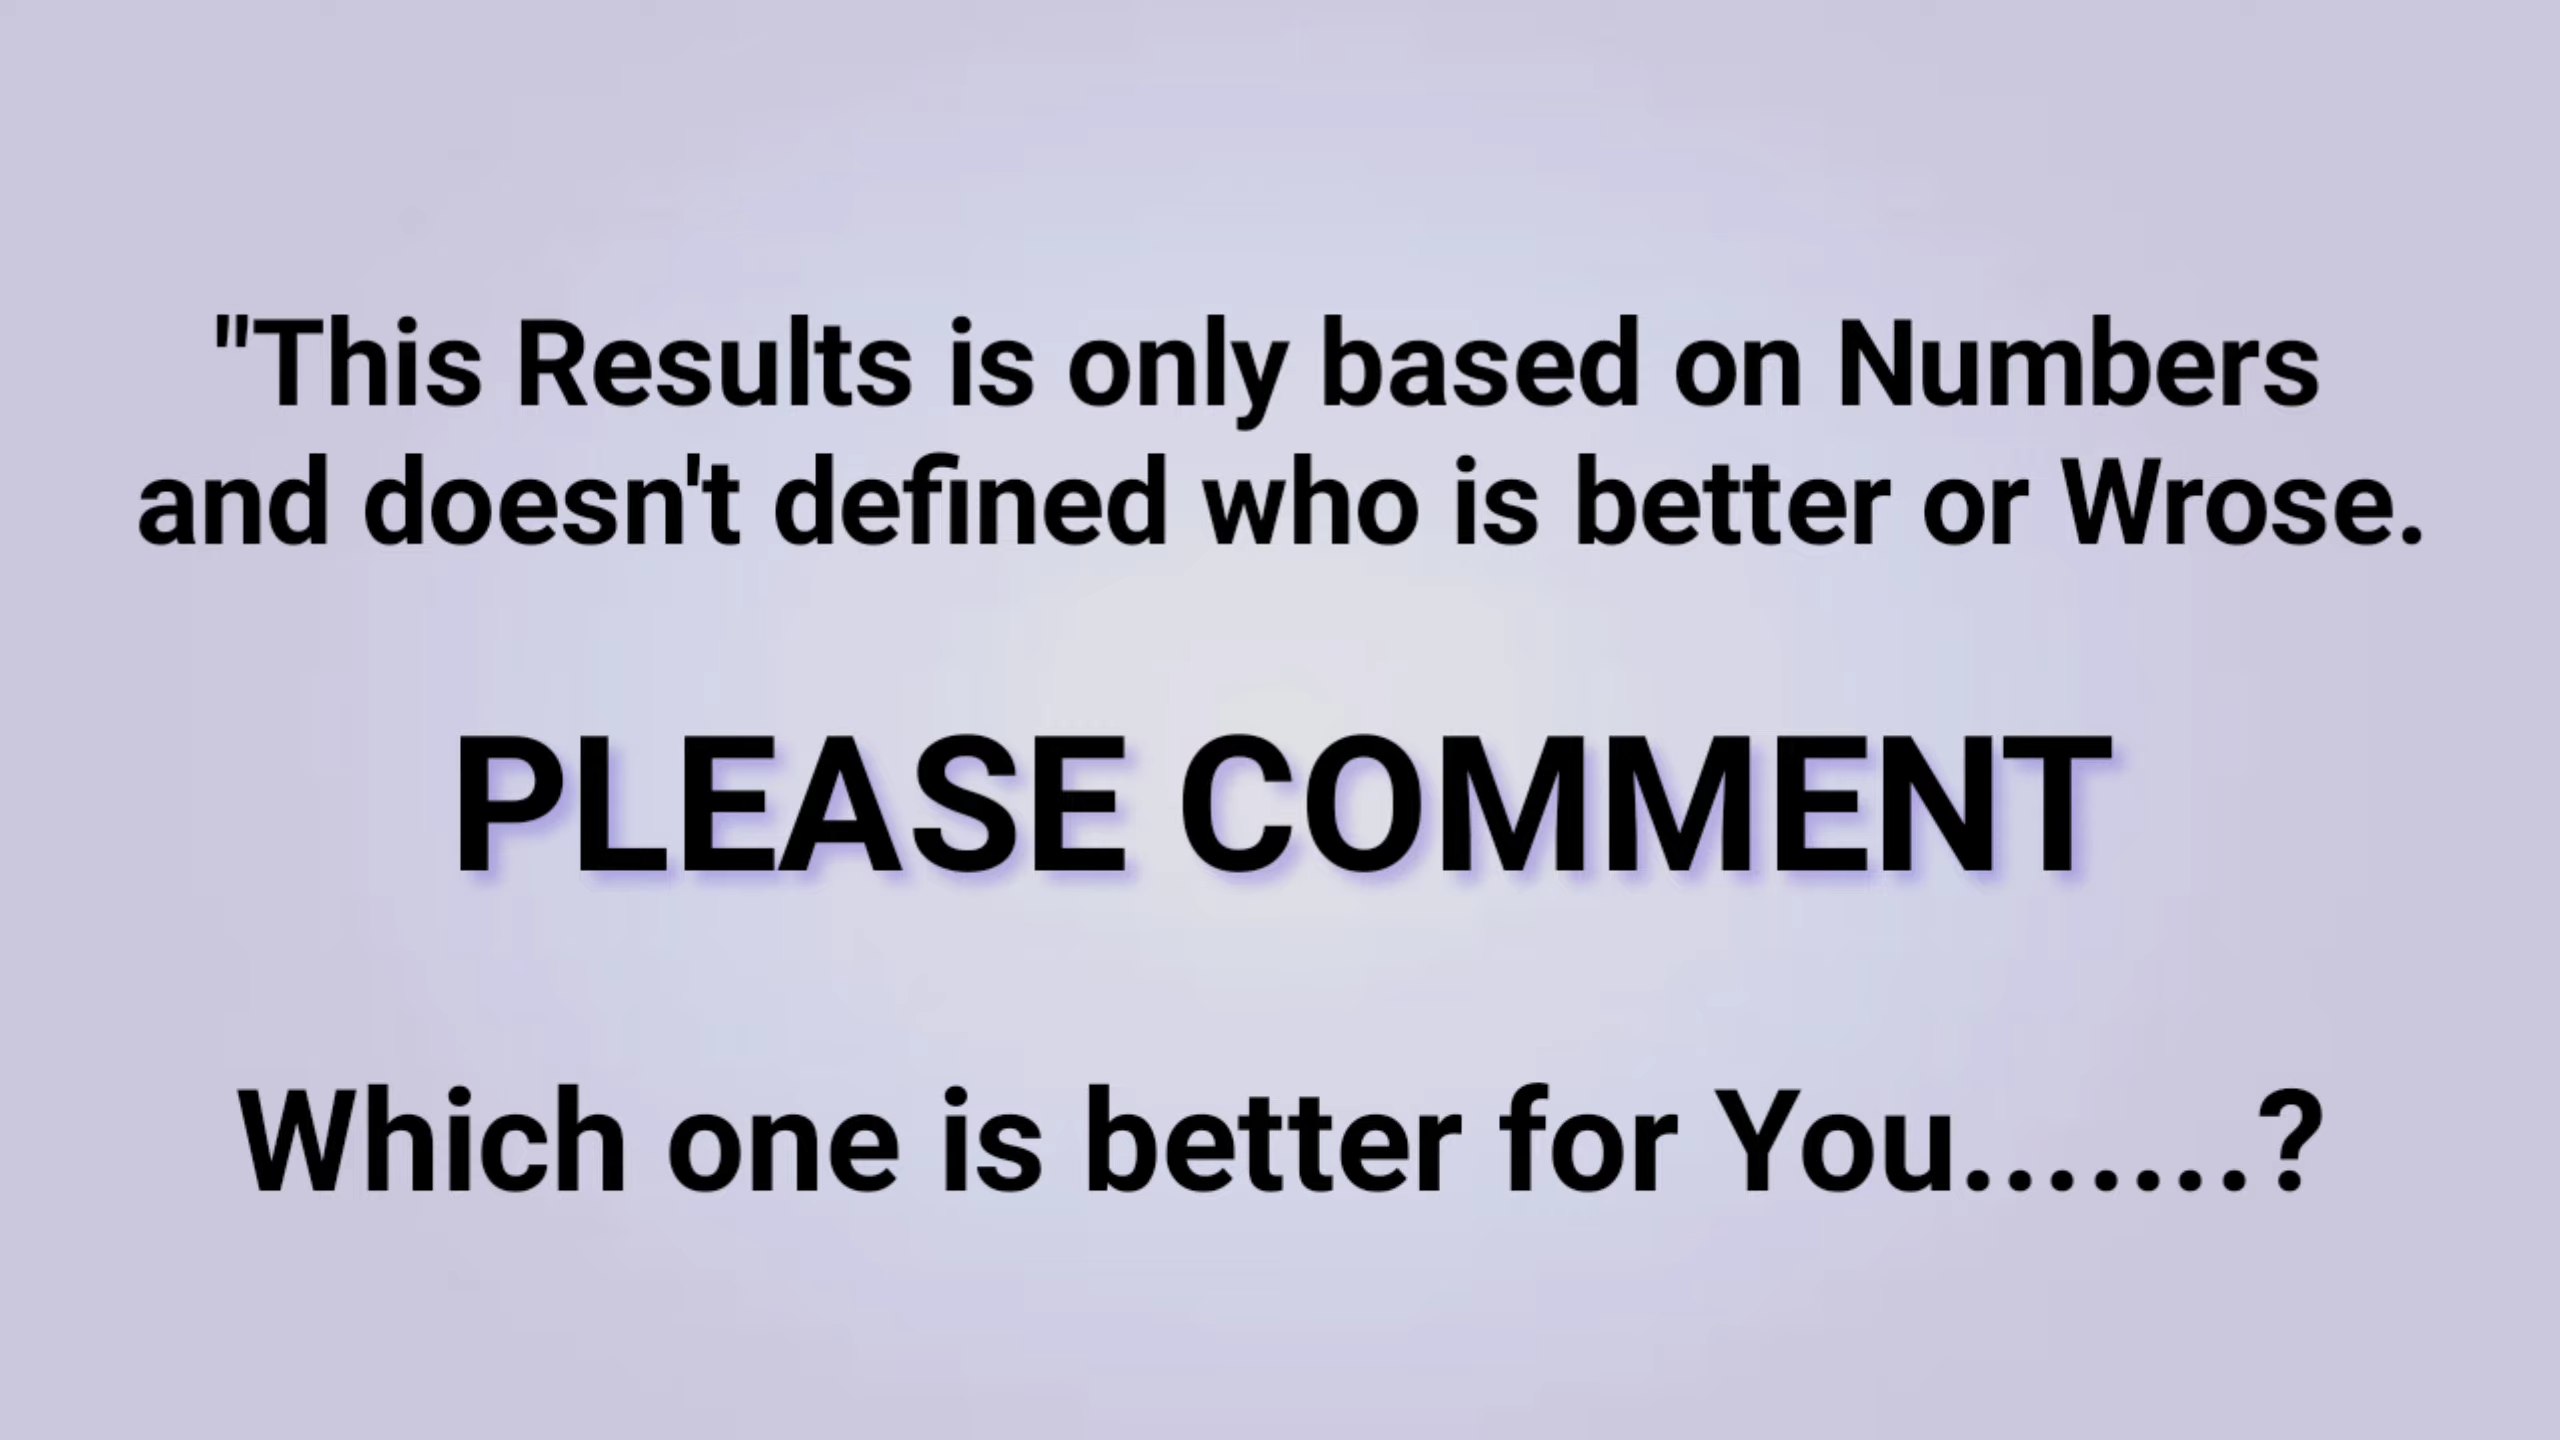 "This Results is only based on Numbers
and doesn't defined who is better or Wrose.
PLEASE COMMENT
Which one is better for You.......?